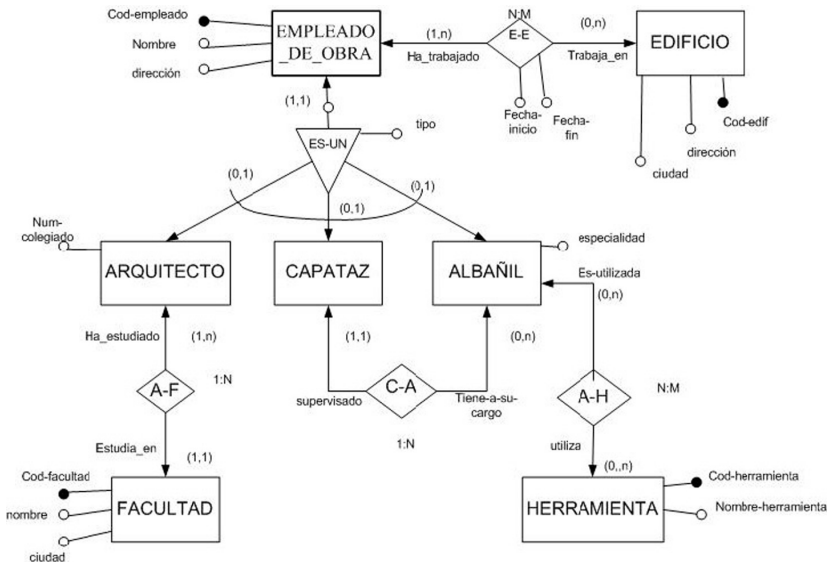 Cod-empleado
Nombre
dirección
EMPLEADO
_DE_OBRA
(1,n)
Ha_trabajado
N:M
E-E
(0,n)
Trabaja_en
EDIFICIO
Fecha-
inicio
Fecha-
fin
Cod-edif
dirección
ciudad
(1,1)
ES-UN
tipo
(0,1)
(0,1)
(0,1)
Num-
colegiado
ARQUITECTO
CAPATAZ
ALBAÑIL
especialidad
Es-utilizada
(0,n)
Ha_estudiado
(1,n)
(1,1)
(0,n)
A-F
1:N
C-A
supervisado
Tiene-a-su-
cargo
1:N
A-H
N:M
Estudia_en
(1,1)
utiliza
(0,,n)
Cod-facultad
nombre
ciudad
FACULTAD
HERRAMIENTA
Cod-herramienta
Nombre-herramienta